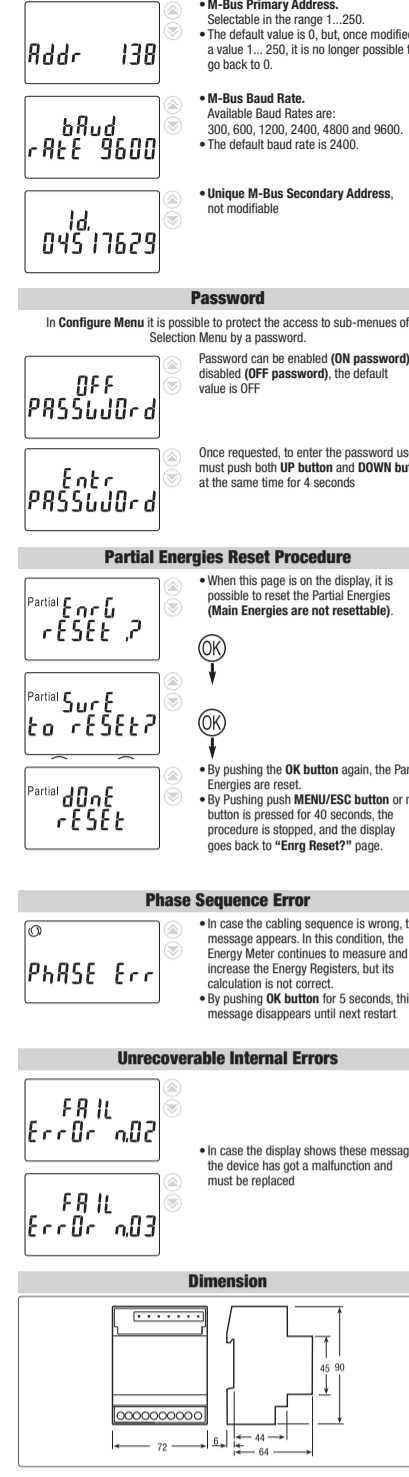 • M-Bus Primary Address.
Selectable in the range 1...250.
• The default value is 0, but, once modified
a value 1... 250, it is no longer possible
go back to 0.
Addr 138
• M-Bus Baud Rate.
Available Baud Rates are:
300, 600, 1200, 2400, 4800 and 9600.
• The default baud rate is 2400.
bAud
rAtE 9600
• Unique M-Bus Secondary Address,
not modifiable
Id.
04517629
Password
In Configure Menu it is possible to protect the access to sub-menues of
Selection Menu by a password.
Password can be enabled (ON password)
disabled (OFF password), the default
value is OFF
OFF
PASSWOrd
Once requested, to enter the password
must push both UP button and DOWN
at the same time for 4 seconds
Entr
PASSWOrd
Partial Energies Reset Procedure
• When this page is on the display, it is
possible to reset the Partial Energies
(Main Energies are not resettable).
Partial EnrG
rESEt ?
OK
Partial SurE
to rESEt?
OK
• By pushing the OK button again, the
Energies are reset.
• By Pushing push MENU/ESC button or
button is pressed for 40 seconds, the
procedure is stopped, and the display
goes back to “Enrg Reset?” page.
Partial dOnE
rESEt
Phase Sequence Error
• In case the cabling sequence is wrong,
message appears. In this condition, the
Energy Meter continues to measure and
increase the Energy Registers, but its
calculation is not correct.
• By pushing OK button for 5 seconds,
message disappears until next restart
PhASE Err
Unrecoverable Internal Errors
FAIL
ErrOr n.02
• In case the display shows these
the device has got a malfunction and
must be replaced
FAIL
ErrOr n.03
Dimension
45 90
72 6 44
64